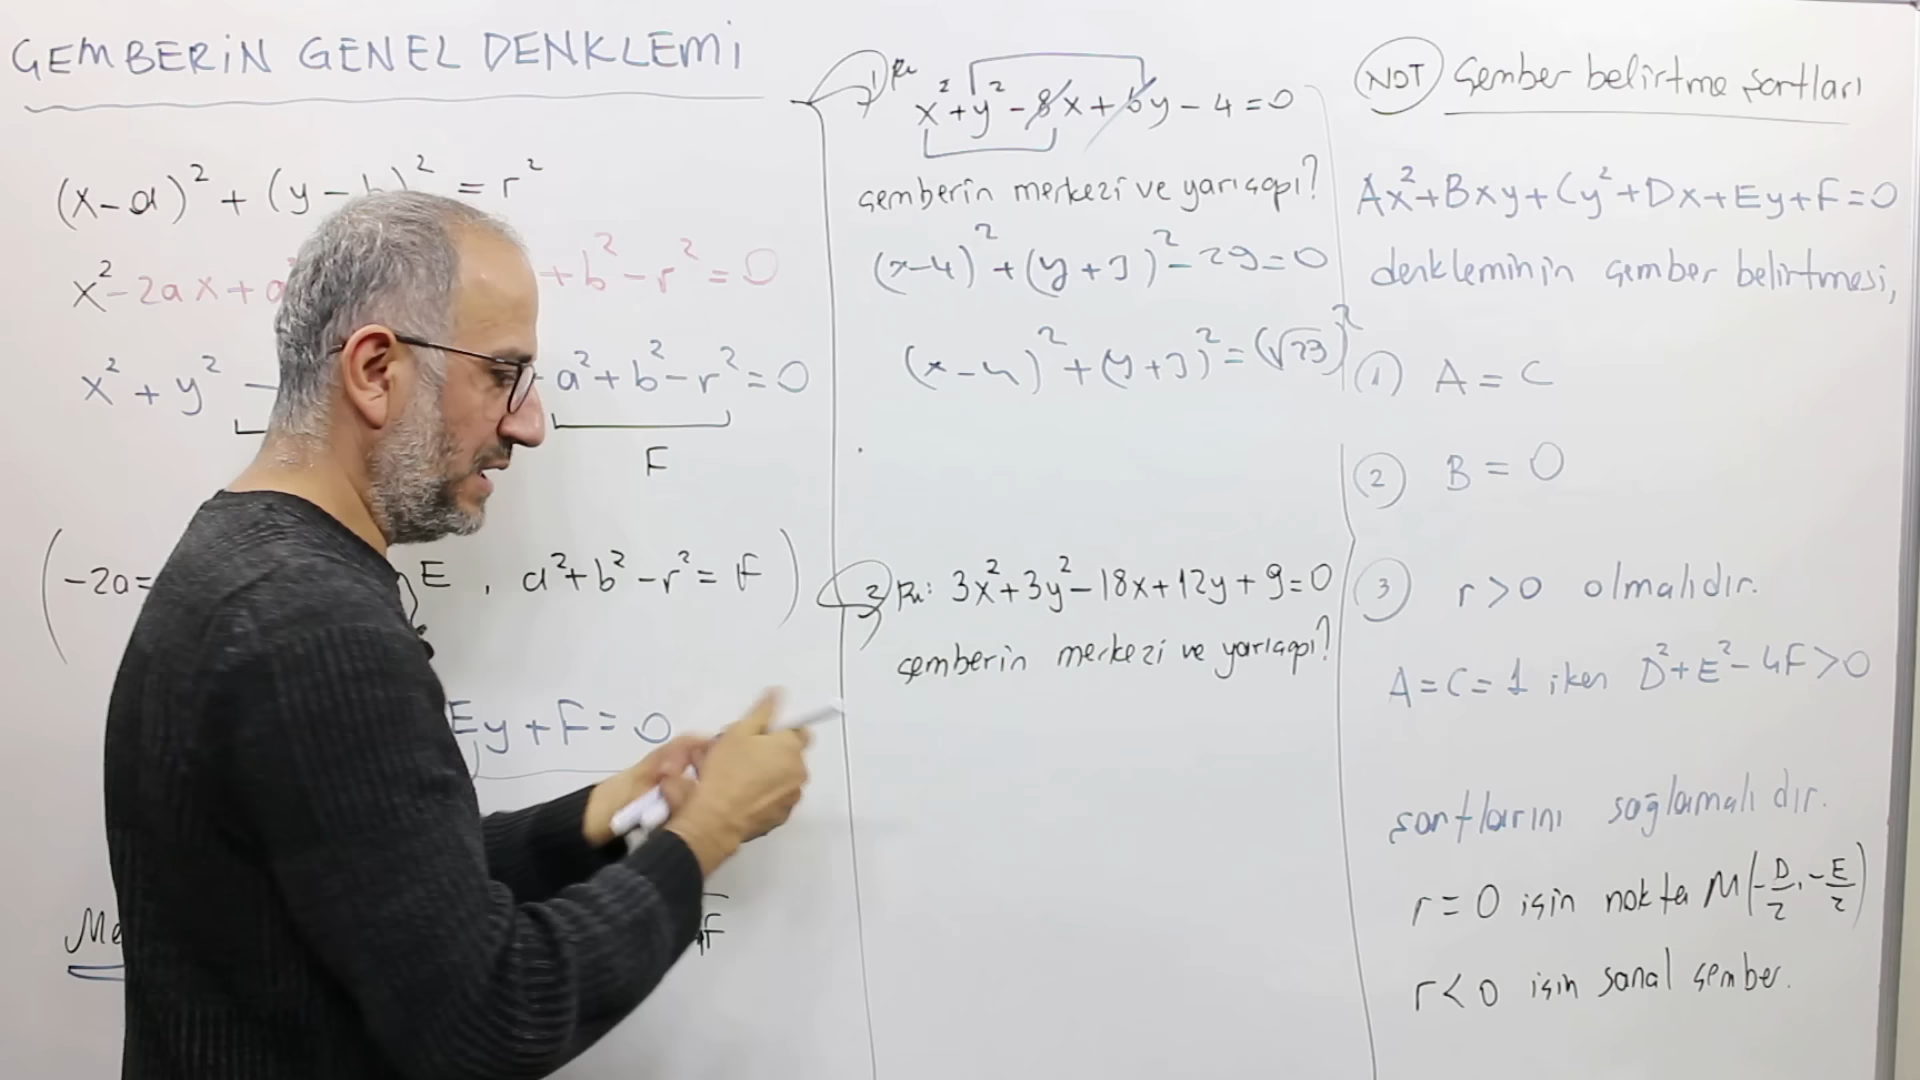 ÇEMBERİN GENEL DENKLEMİ
(x-a)² + (y-b)² = r²
x²-2ax+a² +b²-r²=0
x² + y² - a²+b²-r²=0
F
(-2a= E, a²+b²-r²=F)
Ey+F=0
Me F
1
x²+y²-8x+6y-4=0
çemberin merkezi ve yarıçapı?
(x-4)²+(y+3)²-29=0
(x-4)²+(y+3)²=(√29)²
2 3x²+3y²-18x+12y+9=0
çemberin merkezi ve yarıçapı?
NOT Çember belirtme şartları
Ax²+Bxy+Cy²+Dx+Ey+F=0
denkleminin çember belirtmesi,
1 A=C
2 B=0
3 r>0 olmalıdır.
A=C=1 iken D²+E²-4F>0
şartlarını sağlamalıdır.
r=0 için nokta M(-D/2,-E/2)
r<0 için sanal çember.